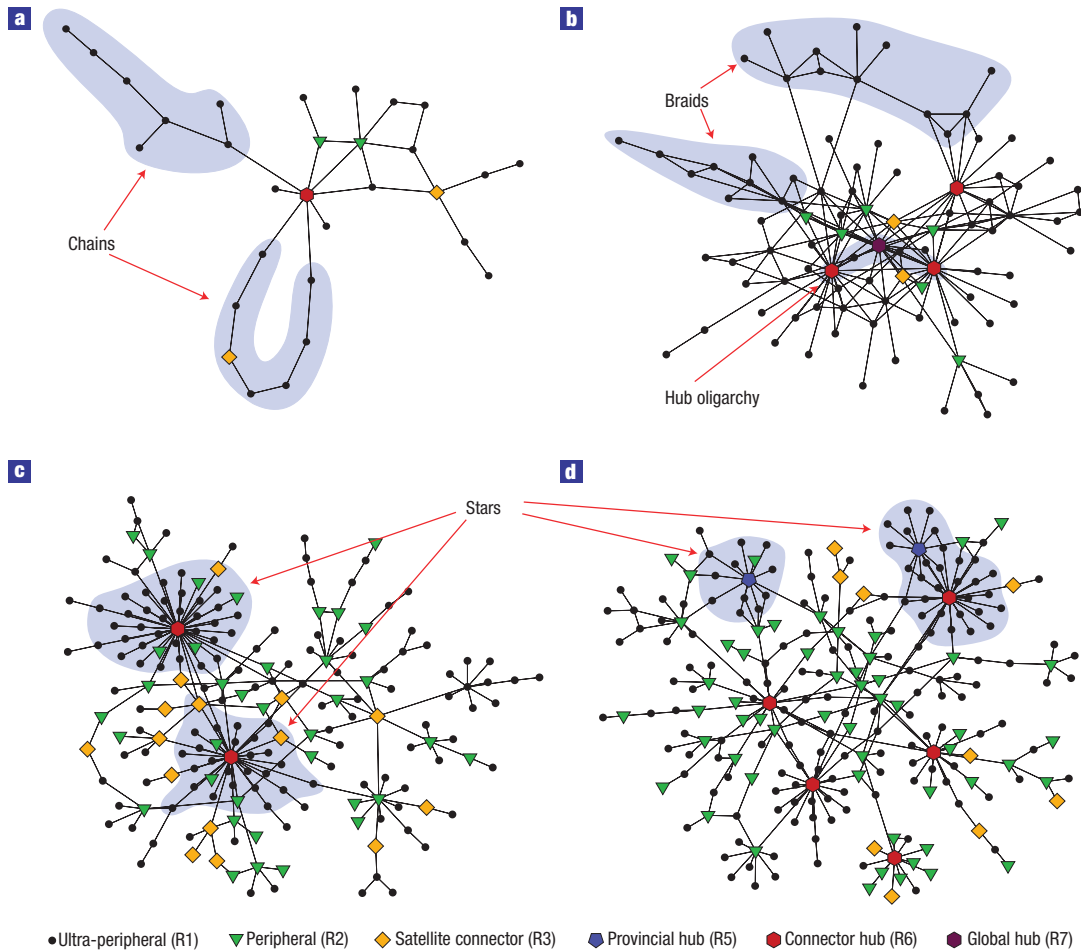 a
b
Braids
Chains
Hub oligarchy
c
d
Stars
Ultra-peripheral (R1) Peripheral (R2) Satellite connector (R3) Provincial hub (R5) Connector hub (R6) Global hub (R7)